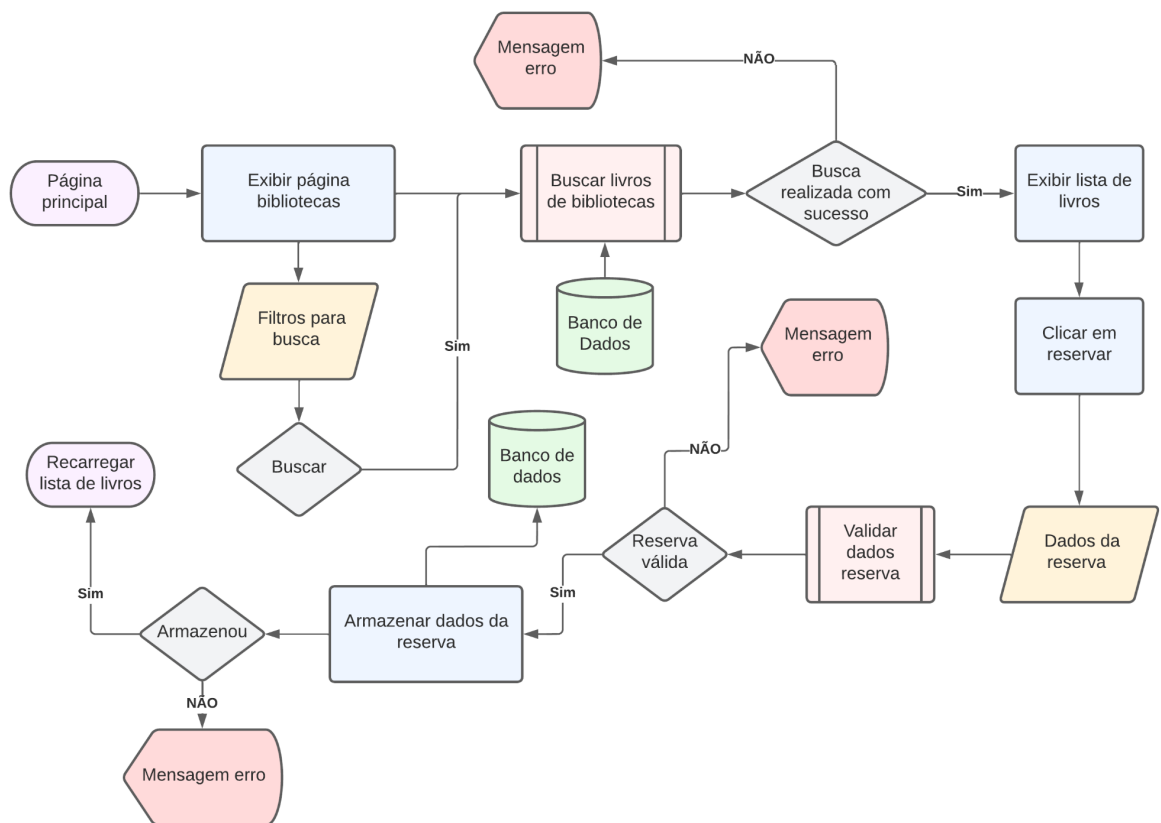 Mensagem
erro
NÃO
Página
principal
Exibir página
bibliotecas
Buscar livros
de bibliotecas
Busca
realizada com
sucesso
Sim
Exibir lista de
livros
Filtros para
busca
Sim
Banco de
Dados
Mensagem
erro
Clicar em
reservar
Recarregar
lista de livros
Buscar
Banco de
dados
NÃO
Reserva
válida
Validar
dados
reserva
Dados da
reserva
Sim
Armazenou
Armazenar dados da
reserva
Sim
NÃO
Mensagem erro